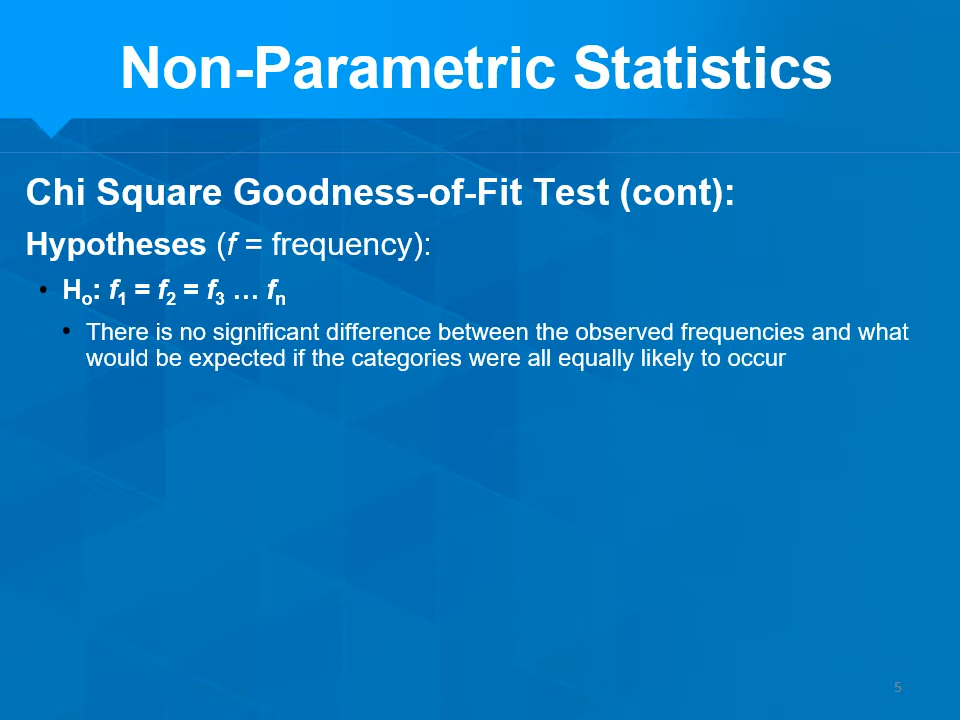 Non-Parametric Statistics
Chi Square Goodness-of-Fit Test (cont):
Hypotheses (f = frequency):
• Ho: f1 = f2 = f3 … fn
• There is no significant difference between the observed frequencies and what
would be expected if the categories were all equally likely to occur
5